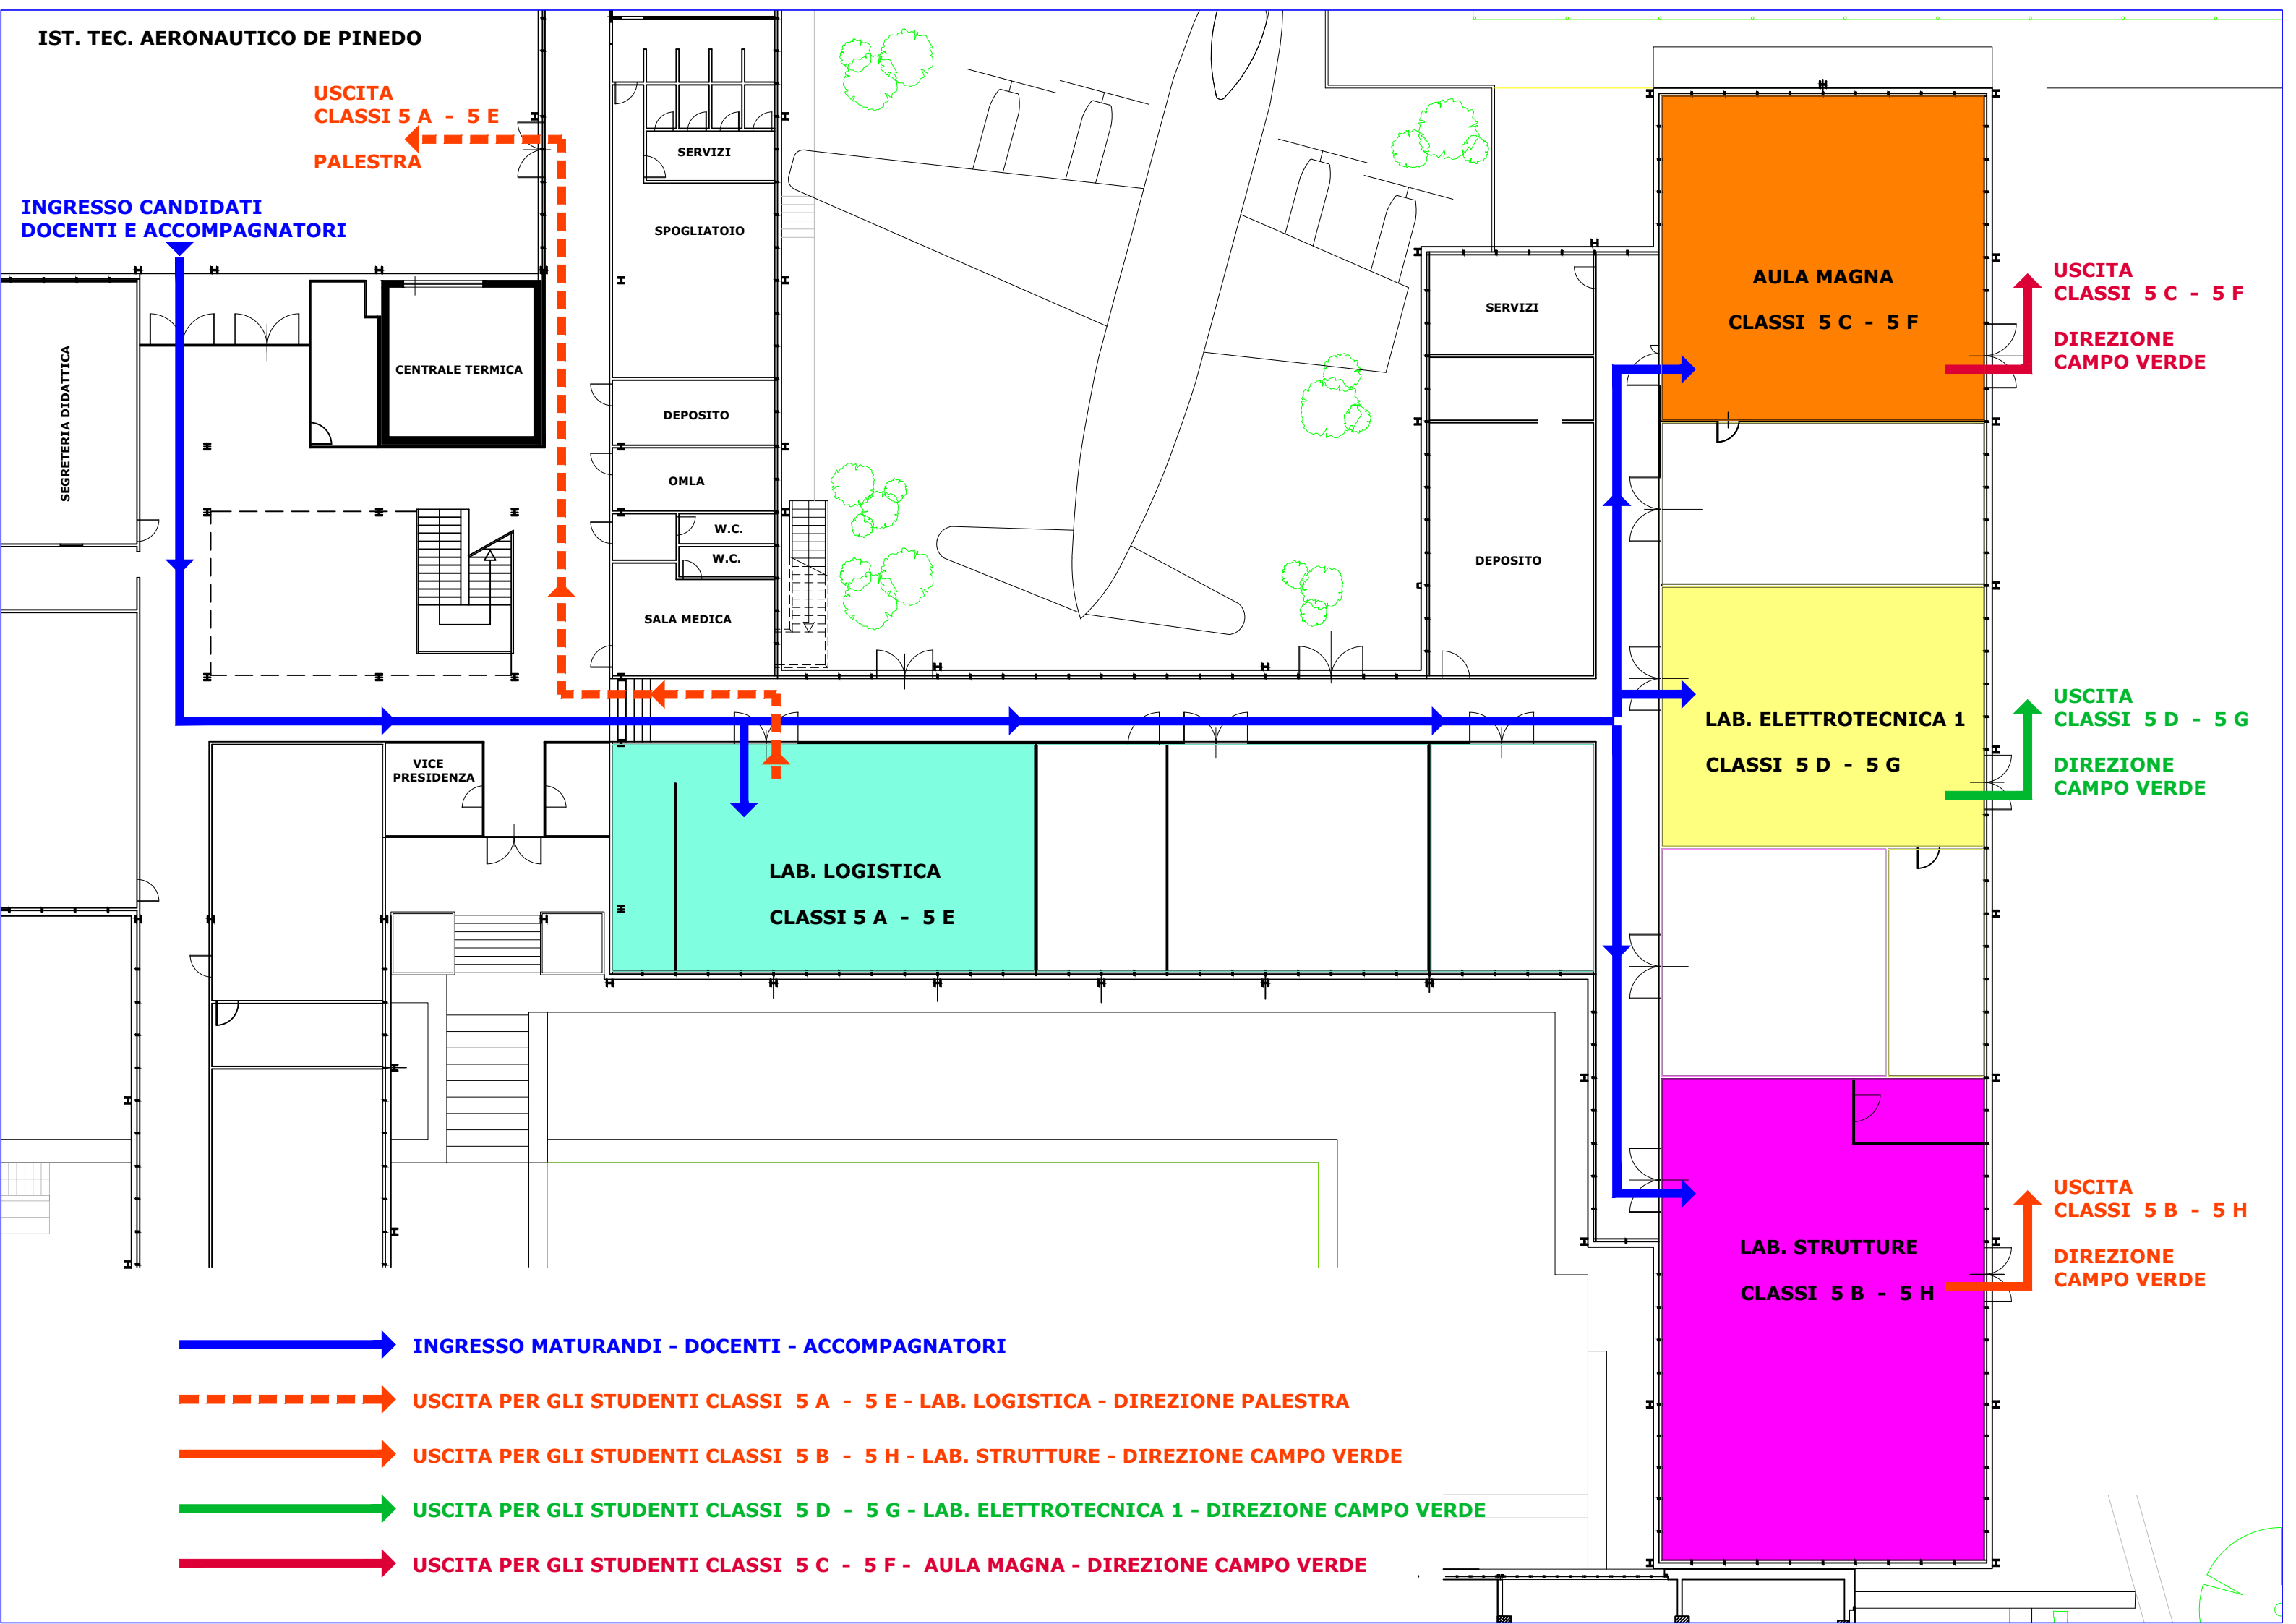 IST. TEC. AERONAUTICO DE PINEDO
USCITA
CLASSI 5 A - 5 E
PALESTRA
INGRESSO CANDIDATI
DOCENTI E ACCOMPAGNATORI
SEGRETERIA DIDATTICA
CENTRALE TERMICA
SERVIZI
SPOGLIATOIO
DEPOSITO
OMLA
W.C.
W.C.
SALA MEDICA
SERVIZI
DEPOSITO
AULA MAGNA
CLASSI 5 C - 5 F
USCITA
CLASSI 5 C - 5 F
DIREZIONE
CAMPO VERDE
LAB. ELETTROTECNICA 1
CLASSI 5 D - 5 G
USCITA
CLASSI 5 D - 5 G
DIREZIONE
CAMPO VERDE
VICE
PRESIDENZA
LAB. LOGISTICA
CLASSI 5 A - 5 E
LAB. STRUTTURE
CLASSI 5 B - 5 H
USCITA
CLASSI 5 B - 5 H
DIREZIONE
CAMPO VERDE
INGRESSO MATURANDI - DOCENTI - ACCOMPAGNATORI
USCITA PER GLI STUDENTI CLASSI 5 A - 5 E - LAB. LOGISTICA - DIREZIONE PALESTRA
USCITA PER GLI STUDENTI CLASSI 5 B - 5 H - LAB. STRUTTURE - DIREZIONE CAMPO VERDE
USCITA PER GLI STUDENTI CLASSI 5 D - 5 G - LAB. ELETTROTECNICA 1 - DIREZIONE CAMPO VERDE
USCITA PER GLI STUDENTI CLASSI 5 C - 5 F - AULA MAGNA - DIREZIONE CAMPO VERDE